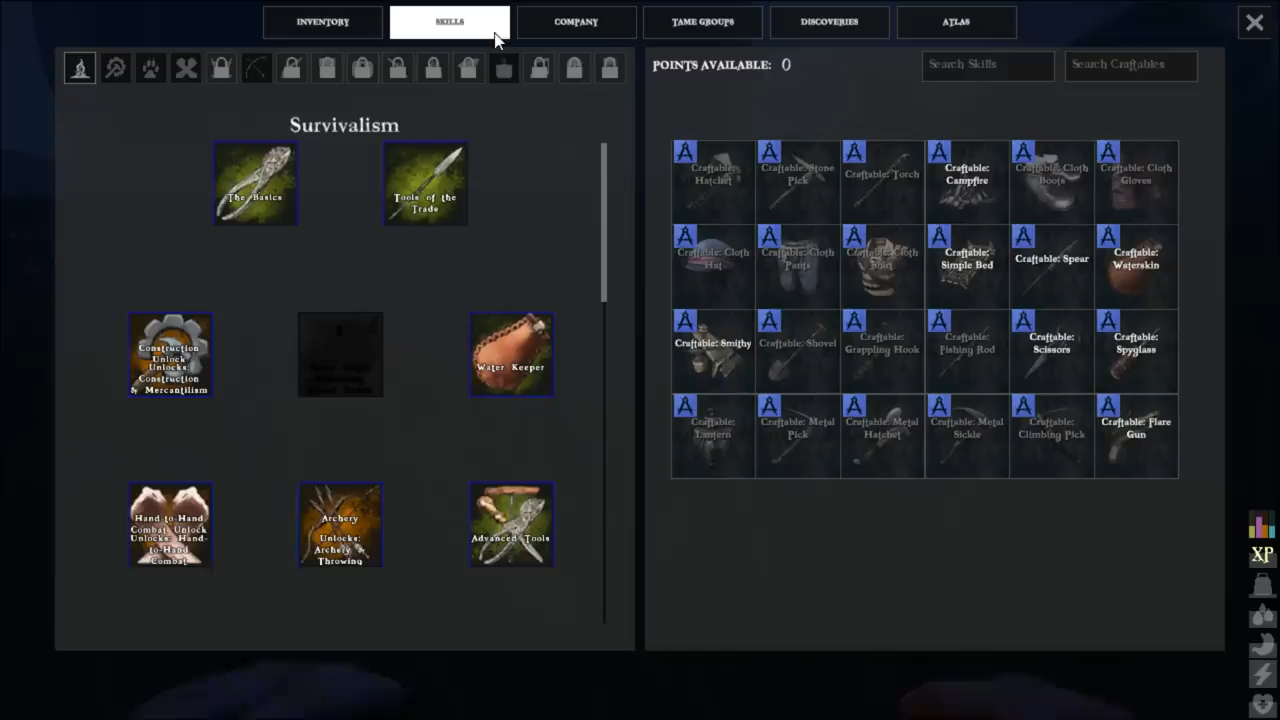 INVENTORY
SKILLS
COMPANY
TAME GROUPS
DISCOVERIES
ATLAS
POINTS AVAILABLE: 0
Search Skills
Search Craftables
Survivalism
The Basics
Tools of the
Trade
Construction
Unlock
Unlocks:
Construction
& Mercantilism
Water Keeper
Hand-to-Hand
Combat Unlock
Unlocks: Hand-
to-Hand
Combat
Archery
Unlocks:
Archery &
Throwing
Advanced Tools
Craftable:
Hatchet
Craftable: Stone
Pick
Craftable: Torch
Craftable:
Campfire
Craftable: Cloth
Boots
Craftable: Cloth
Gloves
Craftable: Cloth
Hat
Craftable: Cloth
Pants
Craftable: Cloth
Shirt
Craftable:
Simple Bed
Craftable: Spear
Craftable:
Waterskin
Craftable: Smithy
Craftable: Shovel
Craftable:
Grappling Hook
Craftable:
Fishing Rod
Craftable:
Scissors
Craftable:
Spyglass
Craftable:
Lantern
Craftable: Metal
Pick
Craftable: Metal
Hatchet
Craftable: Metal
Sickle
Craftable:
Climbing Pick
Craftable: Flare
Gun
XP